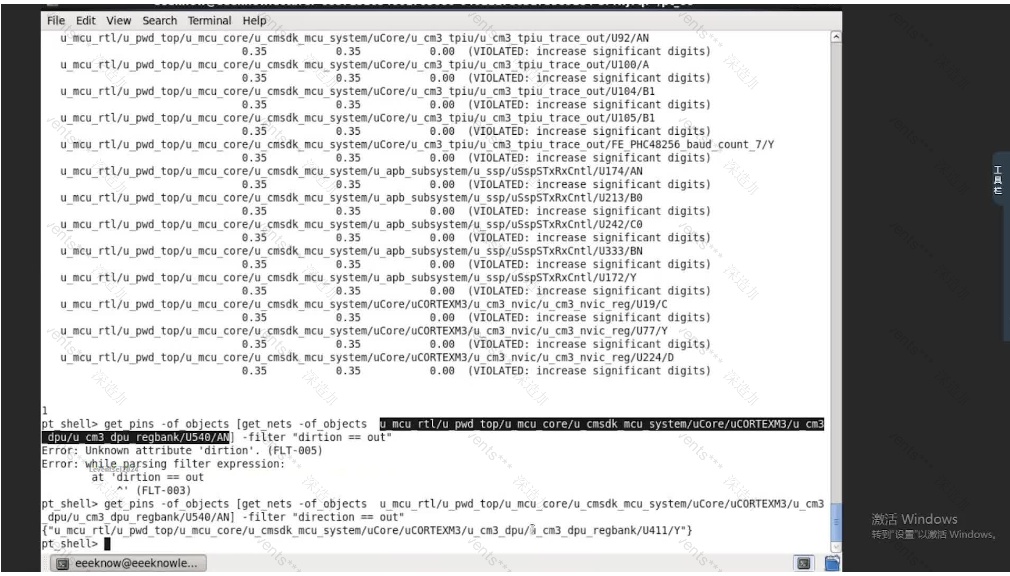 File Edit View Search Terminal Help
u_mcu_rtl/u_pwd_top/u_mcu_core/u_cmsdk_mcu_system/uCore/u_cm3_tpiu/u_cm3_tpiu_trace_out/U92/AN
0.35 0.35 0.00 (VIOLATED: increase significant digits)
u_mcu_rtl/u_pwd_top/u_mcu_core/u_cmsdk_mcu_system/uCore/u_cm3_tpiu/u_cm3_tpiu_trace_out/U100/A
0.35 0.35 0.00 (VIOLATED: increase significant digits)
u_mcu_rtl/u_pwd_top/u_mcu_core/u_cmsdk_mcu_system/uCore/u_cm3_tpiu/u_cm3_tpiu_trace_out/U104/B1
0.35 0.35 0.00 (VIOLATED: increase significant digits)
u_mcu_rtl/u_pwd_top/u_mcu_core/u_cmsdk_mcu_system/uCore/u_cm3_tpiu/u_cm3_tpiu_trace_out/U105/B1
0.35 0.35 0.00 (VIOLATED: increase significant digits)
u_mcu_rtl/u_pwd_top/u_mcu_core/u_cmsdk_mcu_system/uCore/u_cm3_tpiu/u_cm3_tpiu_trace_out/FE_PHC48256_baud_count_7/Y
0.35 0.35 0.00 (VIOLATED: increase significant digits)
u_mcu_rtl/u_pwd_top/u_mcu_core/u_cmsdk_mcu_system/u_apb_subsystem/u_ssp/uSspSTxRxCntl/U174/AN
0.35 0.35 0.00 (VIOLATED: increase significant digits)
u_mcu_rtl/u_pwd_top/u_mcu_core/u_cmsdk_mcu_system/u_apb_subsystem/u_ssp/uSspSTxRxCntl/U213/B0
0.35 0.35 0.00 (VIOLATED: increase significant digits)
u_mcu_rtl/u_pwd_top/u_mcu_core/u_cmsdk_mcu_system/u_apb_subsystem/u_ssp/uSspSTxRxCntl/U242/C0
0.35 0.35 0.00 (VIOLATED: increase significant digits)
u_mcu_rtl/u_pwd_top/u_mcu_core/u_cmsdk_mcu_system/u_apb_subsystem/u_ssp/uSspSTxRxCntl/U333/BN
0.35 0.35 0.00 (VIOLATED: increase significant digits)
u_mcu_rtl/u_pwd_top/u_mcu_core/u_cmsdk_mcu_system/u_apb_subsystem/u_ssp/uSspSTxRxCntl/U172/Y
0.35 0.35 0.00 (VIOLATED: increase significant digits)
u_mcu_rtl/u_pwd_top/u_mcu_core/u_cmsdk_mcu_system/uCore/uCORTEXM3/u_cm3_nvic/u_cm3_nvic_reg/U19/C
0.35 0.35 0.00 (VIOLATED: increase significant digits)
u_mcu_rtl/u_pwd_top/u_mcu_core/u_cmsdk_mcu_system/uCore/uCORTEXM3/u_cm3_nvic/u_cm3_nvic_reg/U77/Y
0.35 0.35 0.00 (VIOLATED: increase significant digits)
u_mcu_rtl/u_pwd_top/u_mcu_core/u_cmsdk_mcu_system/uCore/uCORTEXM3/u_cm3_nvic/u_cm3_nvic_reg/U224/D
0.35 0.35 0.00 (VIOLATED: increase significant digits)
1
pt_shell> get_pins -of_objects [get_nets -of_objects u_mcu_rtl/u_pwd_top/u_mcu_core/u_cmsdk_mcu_system/uCore/uCORTEXM3/u_cm3
_dpu/u_cm3_dpu_regbank/U540/AN] -filter "dirtion == out"
Error: Unknown attribute 'dirtion'. (FLT-005)
Error: while parsing filter expression:
at 'dirtion == out
^' (FLT-003)
pt_shell> get_pins -of_objects [get_nets -of_objects u_mcu_rtl/u_pwd_top/u_mcu_core/u_cmsdk_mcu_system/uCore/uCORTEXM3/u_cm3
_dpu/u_cm3_dpu_regbank/U540/AN] -filter "direction == out"
{"u_mcu_rtl/u_pwd_top/u_mcu_core/u_cmsdk_mcu_system/uCore/uCORTEXM3/u_cm3_dpu/u_cm3_dpu_regbank/U411/Y"}
pt_shell>
eeeknow@eeeknowle...
工具栏
激活 Windows
转到"设置"以激活 Windows。